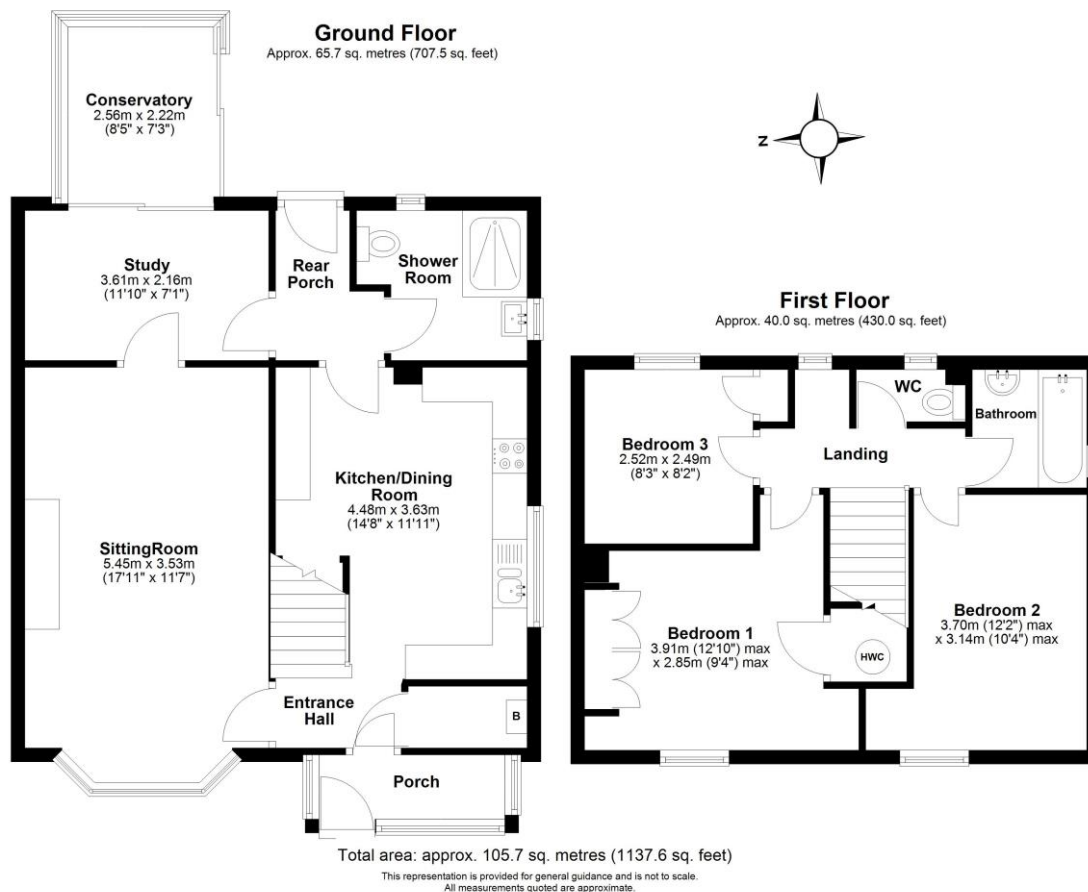 Ground Floor
Approx. 65.7 sq. metres (707.5 sq. feet)
Conservatory
2.56m x 2.22m
(8'5" x 7'3")
Z
Study
3.61m x 2.16m
(11'10" x 7'1")
Rear
Porch
Shower
Room
Kitchen/Dining
Room
4.48m x 3.63m
(14'8" x 11'11")
SittingRoom
5.45m x 3.53m
(17'11" x 11'7")
Entrance
Hall
B
Porch
First Floor
Approx. 40.0 sq. metres (430.0 sq. feet)
WC
Bathroom
Bedroom 3
2.52m x 2.49m
(8'3" x 8'2")
Landing
Bedroom 1
3.91m (12'10") max
x 2.85m (9'4") max
HWC
Bedroom 2
3.70m (12'2") max
x 3.14m (10'4") max
Total area: approx. 105.7 sq. metres (1137.6 sq. feet)
This representation is provided for general guidance and is not to scale.
All measurements quoted are approximate.